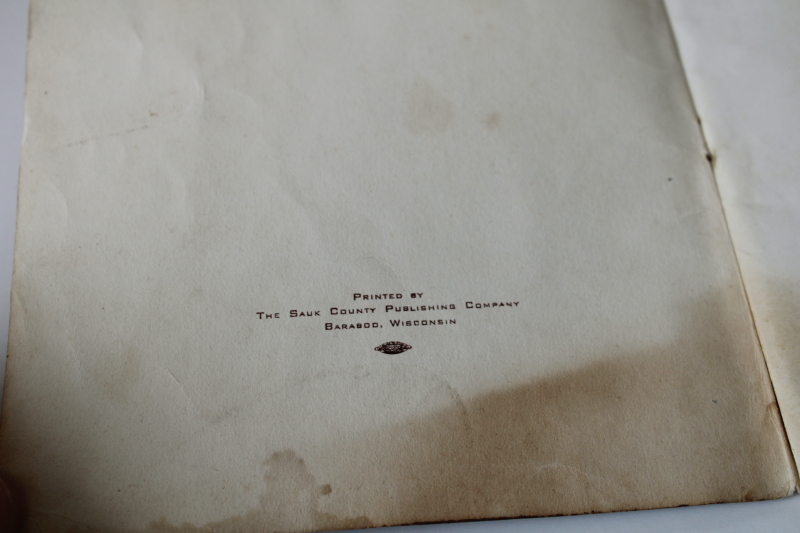 Printed by
The Sauk County Publishing Company
Baraboo, Wisconsin